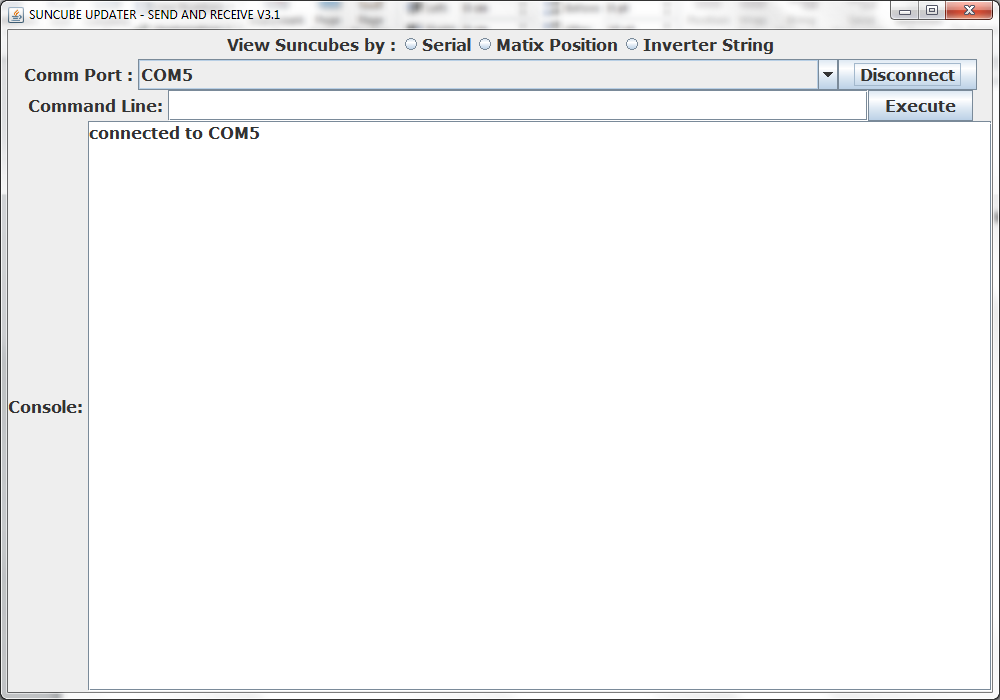 SUNCUBE UPDATER - SEND AND RECEIVE V3.1
View Suncubes by : Serial Matix Position Inverter String
Comm Port : COM5 Disconnect
Command Line: Execute
connected to COM5
Console: